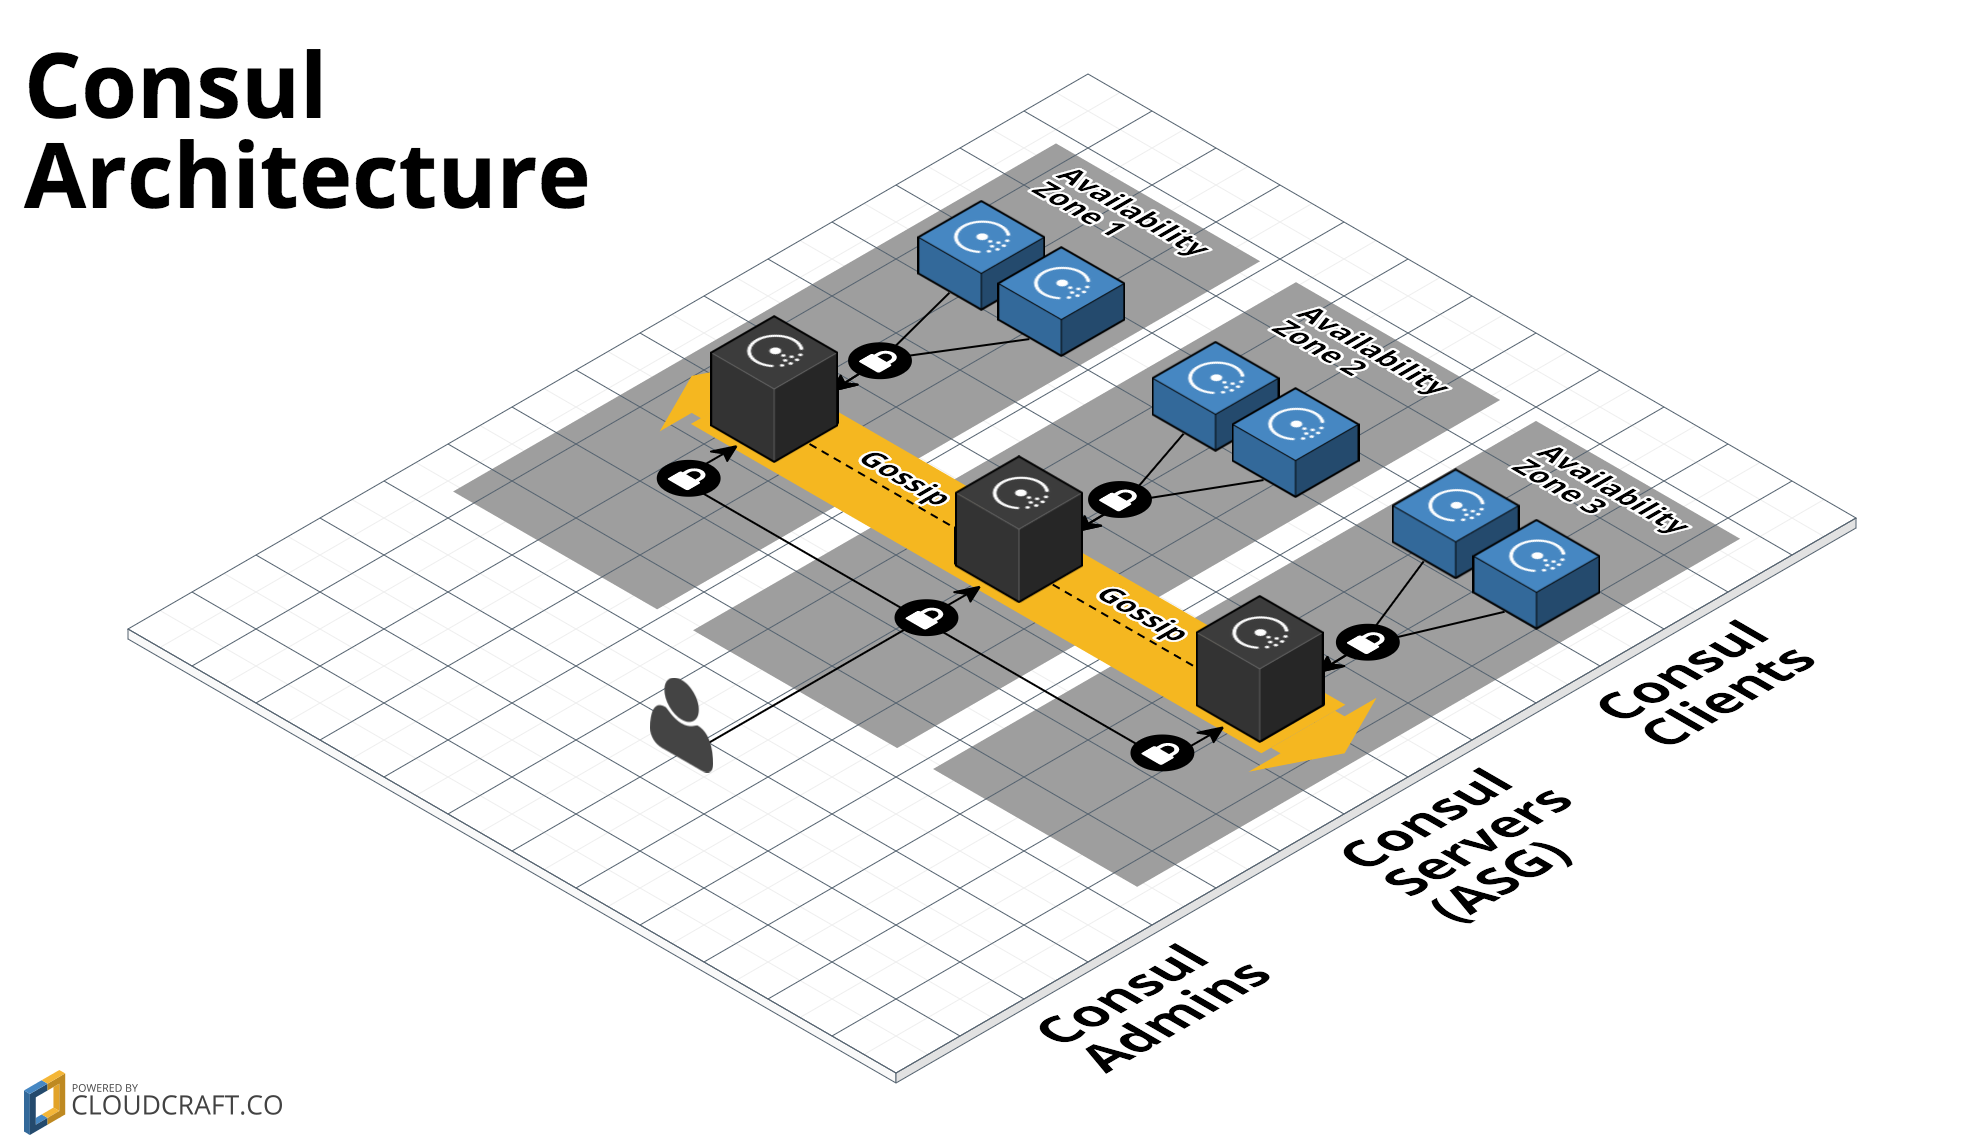 Consul
Architecture
Availability
Zone 1
Availability
Zone 2
Availability
Zone 3
Gossip
Gossip
Consul
Clients
Consul
Servers
(ASG)
Consul
Admins
POWERED BY
CLOUDCRAFT.CO